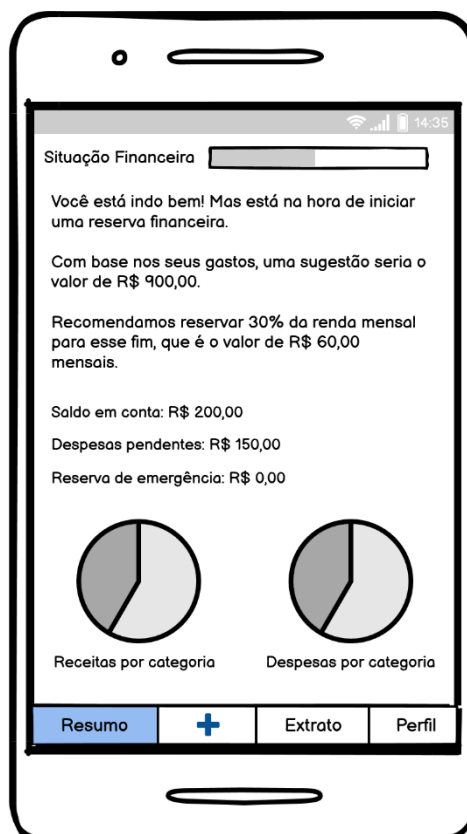 14:35
Situação Financeira
Você está indo bem! Mas está na hora de iniciar
uma reserva financeira.
Com base nos seus gastos, uma sugestão seria o
valor de R$ 900,00.
Recomendamos reservar 30% da renda mensal
para esse fim, que é o valor de R$ 60,00
mensais.
Saldo em conta: R$ 200,00
Despesas pendentes: R$ 150,00
Reserva de emergência: R$ 0,00
Receitas por categoria
Despesas por categoria
Resumo
+
Extrato
Perfil